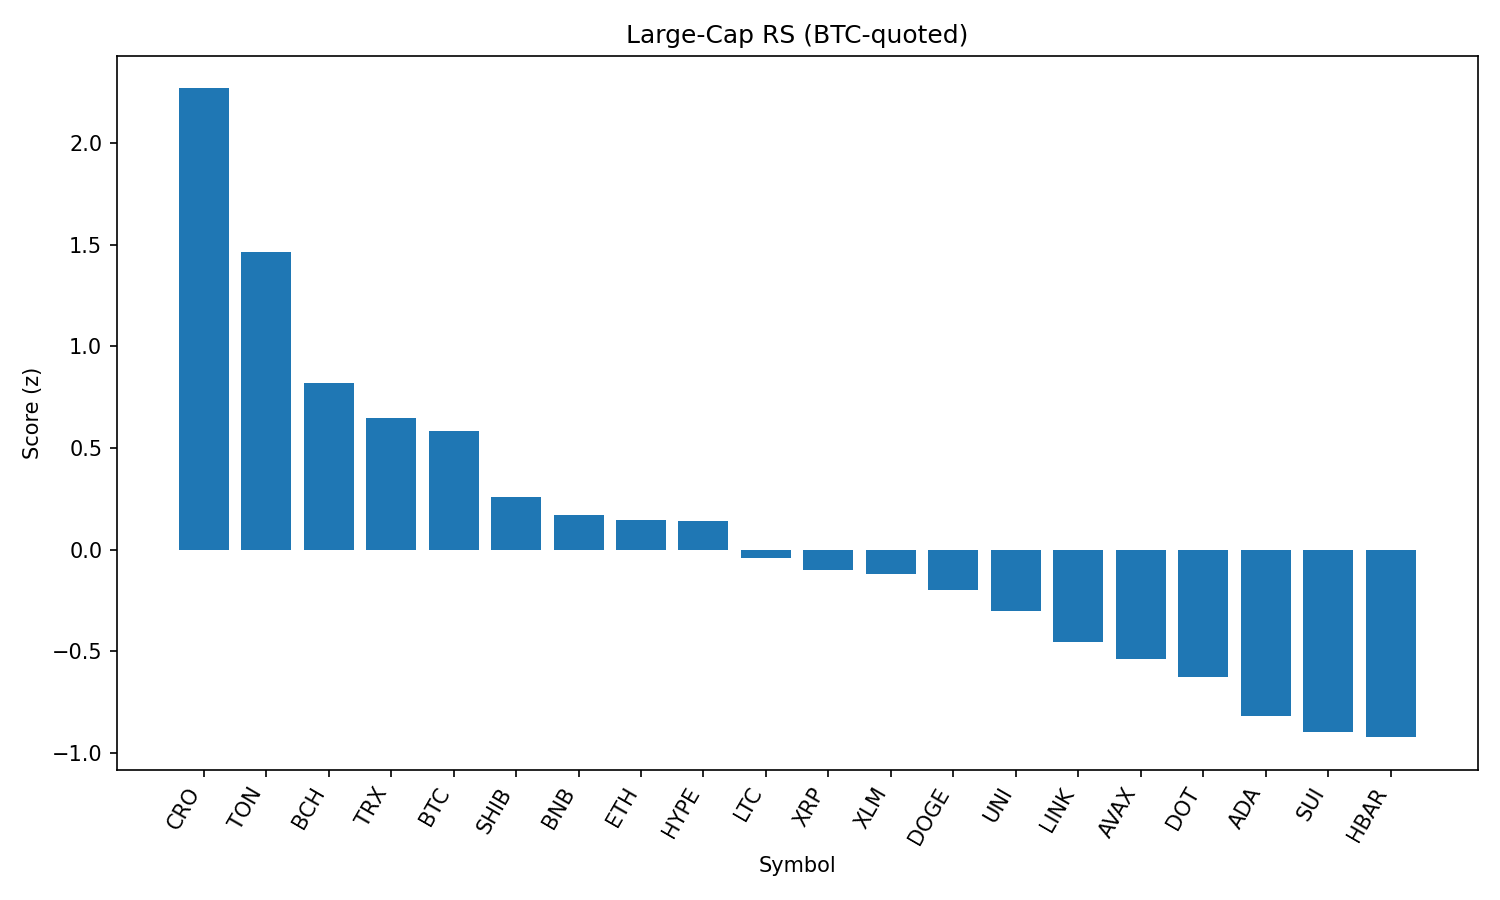 Large-Cap RS (BTC-quoted)
Score (z)
2.0
1.5
1.0
0.5
0.0
−0.5
−1.0
CRO
TON
BCH
TRX
BTC
SHIB
BNB
ETH
HYPE
LTC
XRP
XLM
DOGE
UNI
LINK
AVAX
DOT
ADA
SUI
HBAR
Symbol